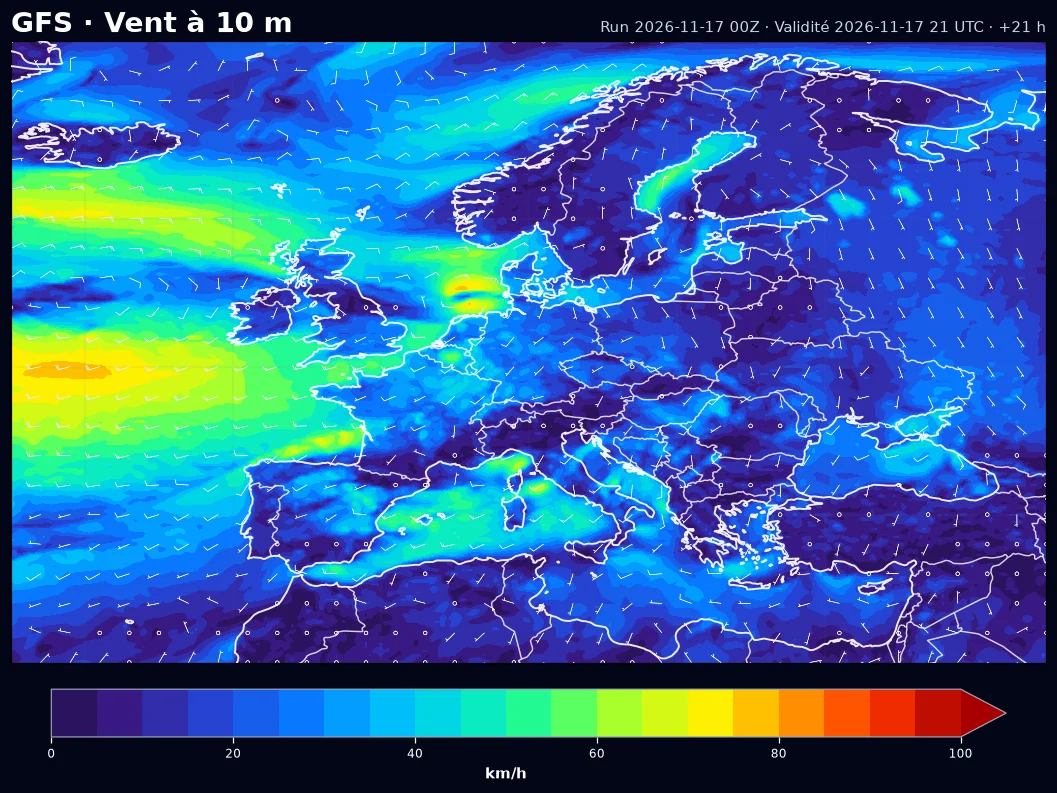 GFS · Vent à 10 m
Run 2026-11-17 00Z · Validité 2026-11-17 21 UTC · +21 h
0 20 40 60 80 100
km/h